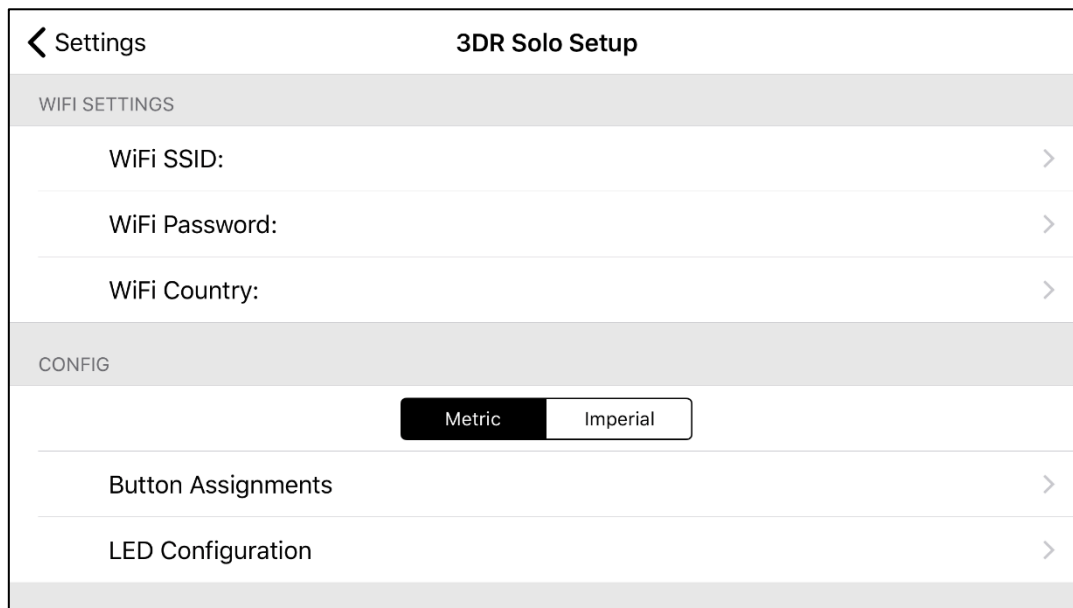 Settings
3DR Solo Setup
WIFI SETTINGS
WiFi SSID:
WiFi Password:
WiFi Country:
CONFIG
Metric
Imperial
Button Assignments
LED Configuration